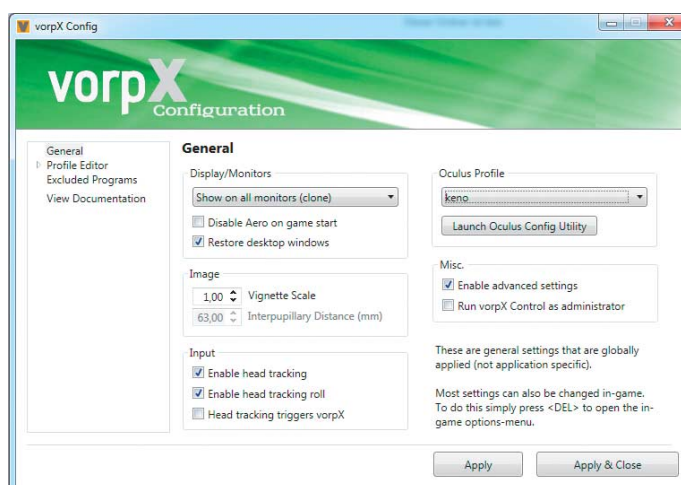 vorpX Config
vorpX
Configuration
General
Profile Editor
Excluded Programs
View Documentation
General
Display/Monitors
Show on all monitors (clone)
Disable Aero on game start
Restore desktop windows
Image
1,00 Vignette Scale
63,00 Interpupillary Distance (mm)
Input
Enable head tracking
Enable head tracking roll
Head tracking triggers vorpX
Oculus Profile
keno
Launch Oculus Config Utility
Misc.
Enable advanced settings
Run vorpX Control as administrator
These are general settings that are globally
applied (not application specific).
Most settings can also be changed in-game.
To do this simply press <DEL> to open the in-
game options-menu.
Apply
Apply & Close